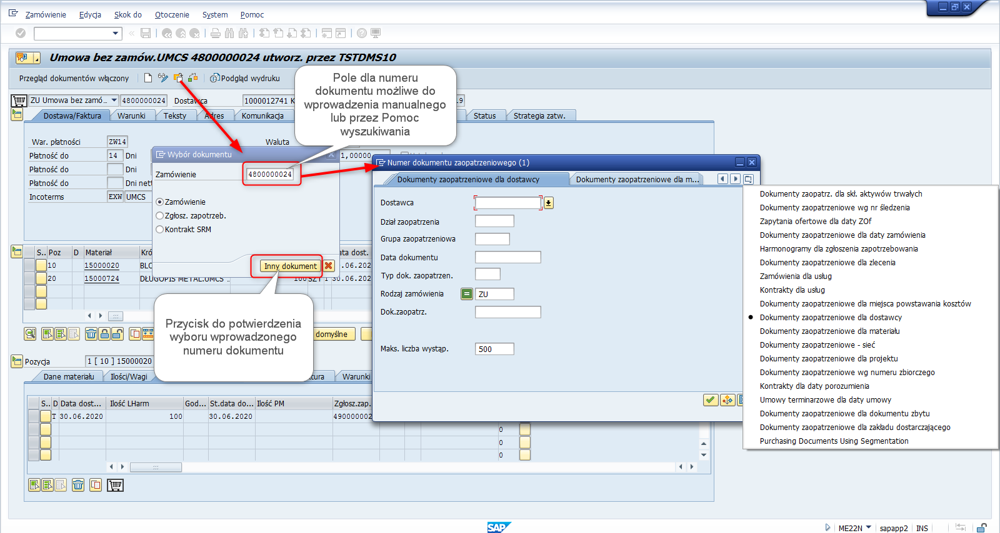 Zamówienie Edycja Skok do Otoczenie System Pomoc
Umowa bez zamów.UMCS 4800000024 utworz. przez TSTDMS10
Przegląd dokumentów włączony Podgląd wydruku
Pole dla numeru
dokumentu możliwe do
wprowadzenia manualnego
lub przez Pomoc
wyszukiwania
ZU Umowa bez zamó... 4800000024 Dostawca 1000012741 K
Dostawa/Faktura Warunki Teksty Adres Komunikacja Status Strategia zatw.
War. płatności ZW14 Waluta
Płatność do 14 Dni 1,00000
Płatność do Dni
Płatność do Dni nett
Incoterms EXW UMCS
Wybór dokumentu
Zamówienie 4800000024
Zamówienie
Zgłosz. zapotrzeb.
Kontrakt SRM
Inny dokument
S.. Poz D Materiał Kró data dost.
10 15000020 BLO .06.202
20 15000724 DŁUGOPIS METAL.UMCS ... 100 SZT 1 30.06.202
Przycisk do potwierdzenia
wyboru wprowadzonego
numeru dokumentu
domyślne
Pozycja 1 [ 10 ] 15000020
Dane materiału Ilości/Wagi tura Warunki
S.. D Data dost... Ilość LHarm God... St.data do... Ilość PM Zgłosz.zap.
T 30.06.2020 100 30.06.2020 490000002
0
0
0
Numer dokumentu zaopatrzeniowego (1)
Dokumenty zaopatrzeniowe dla dostawcy Dokumenty zaopatrzeniowe dla m...
Dostawca
Dział zaopatrzenia
Grupa zaopatrzeniowa
Data dokumentu
Typ dok. zaopatrzen.
Rodzaj zamówienia ZU
Dok.zaopatrz.
Maks. liczba wystąp. 500
Dokumenty zaopatrz. dla skł. aktywów trwałych
Dokumenty zaopatrzeniowe wg nr śledzenia
Zapytania ofertowe dla daty ZOf
Dokumenty zaopatrzeniowe dla daty zamówienia
Harmonogramy dla zgłoszenia zapotrzebowania
Dokumenty zaopatrzeniowe dla zlecenia
Zamówienia dla usług
Kontrakty dla usług
Dokumenty zaopatrzeniowe dla miejsca powstawania kosztów
Dokumenty zaopatrzeniowe dla dostawcy
Dokumenty zaopatrzeniowe dla materiału
Dokumenty zaopatrzeniowe - sieć
Dokumenty zaopatrzeniowe dla projektu
Dokumenty zaopatrzeniowe wg numeru zbiorczego
Kontrakty dla daty porozumienia
Umowy terminarzowe dla daty umowy
Dokumenty zaopatrzeniowe dla dokumentu zbytu
Dokumenty zaopatrzeniowe dla zakładu dostarczającego
Purchasing Documents Using Segmentation
SAP ME22N sapapp2 INS